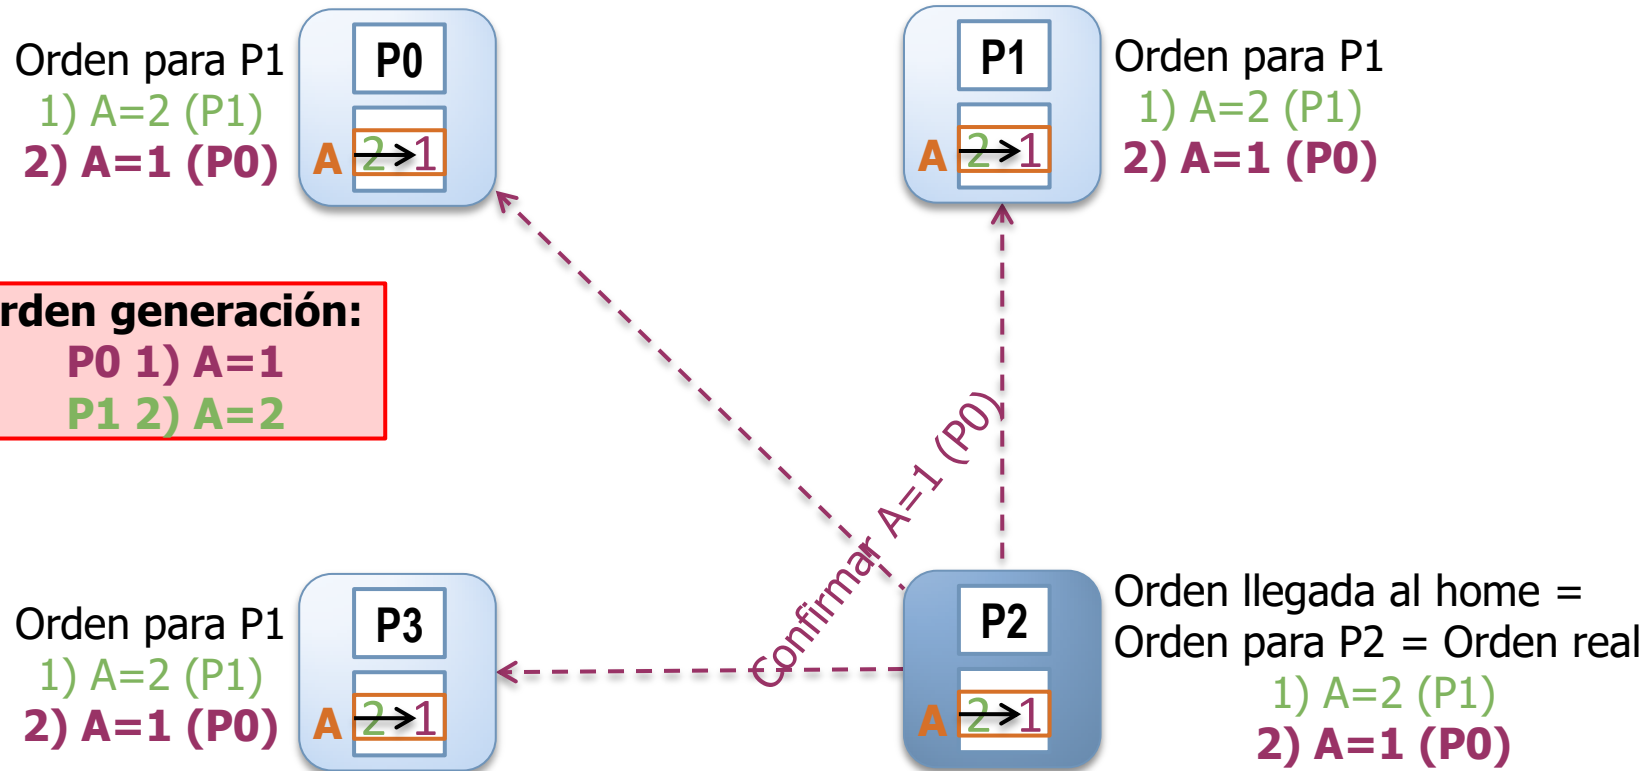 Orden para P1
1) A=2 (P1)
2) A=1 (P0)
P0
A 2 1
P1
A 2 1
Orden para P1
1) A=2 (P1)
2) A=1 (P0)
rden generación:
P0 1) A=1
P1 2) A=2
Confirmar A=1 (P0)
Orden para P1
1) A=2 (P1)
2) A=1 (P0)
P3
A 2 1
P2
A 2 1
Orden llegada al home =
Orden para P2 = Orden real
1) A=2 (P1)
2) A=1 (P0)